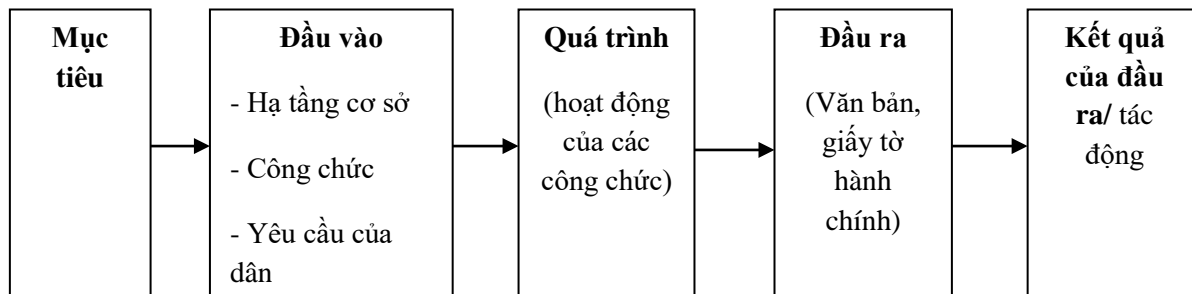 Mục
tiêu
Đầu vào
- Hạ tầng cơ sở
- Công chức
- Yêu cầu của
dân
Quá trình
(hoạt động
của các
công chức)
Đầu ra
(Văn bản,
giấy tờ
hành
chính)
Kết quả
của đầu
ra/ tác
động